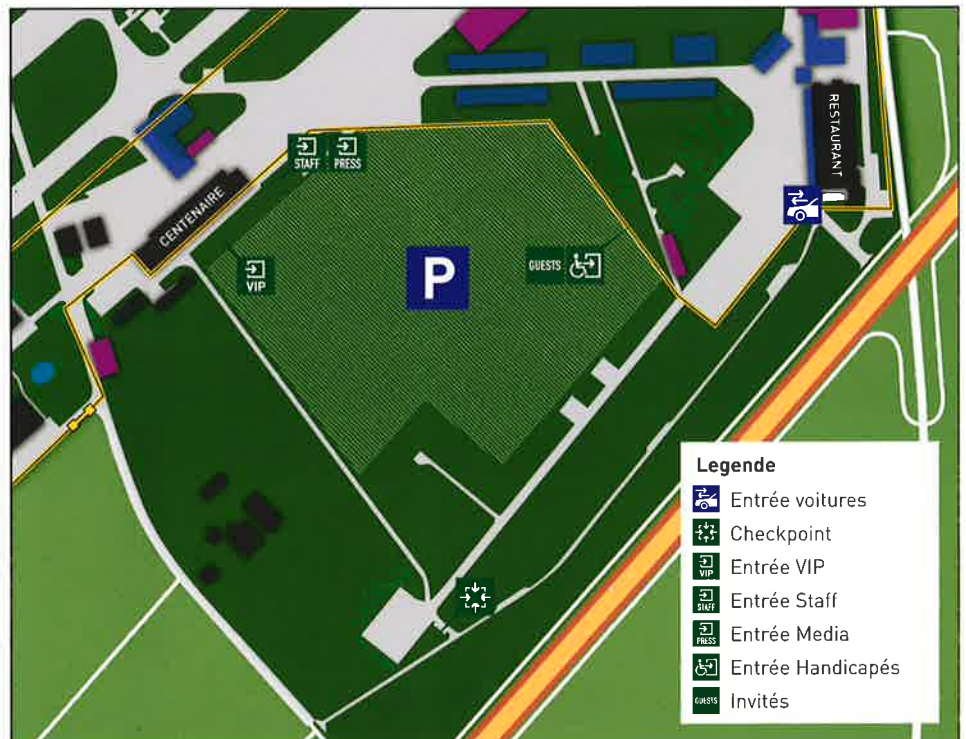 RESTAURANT
STAFF
PRESS
CENTENAIRE
VIP
P
GUESTS
Legende
Entrée voitures
Checkpoint
VIP
Entrée VIP
STAFF
Entrée Staff
PRESS
Entrée Media
Entrée Handicapés
GUESTS
Invités